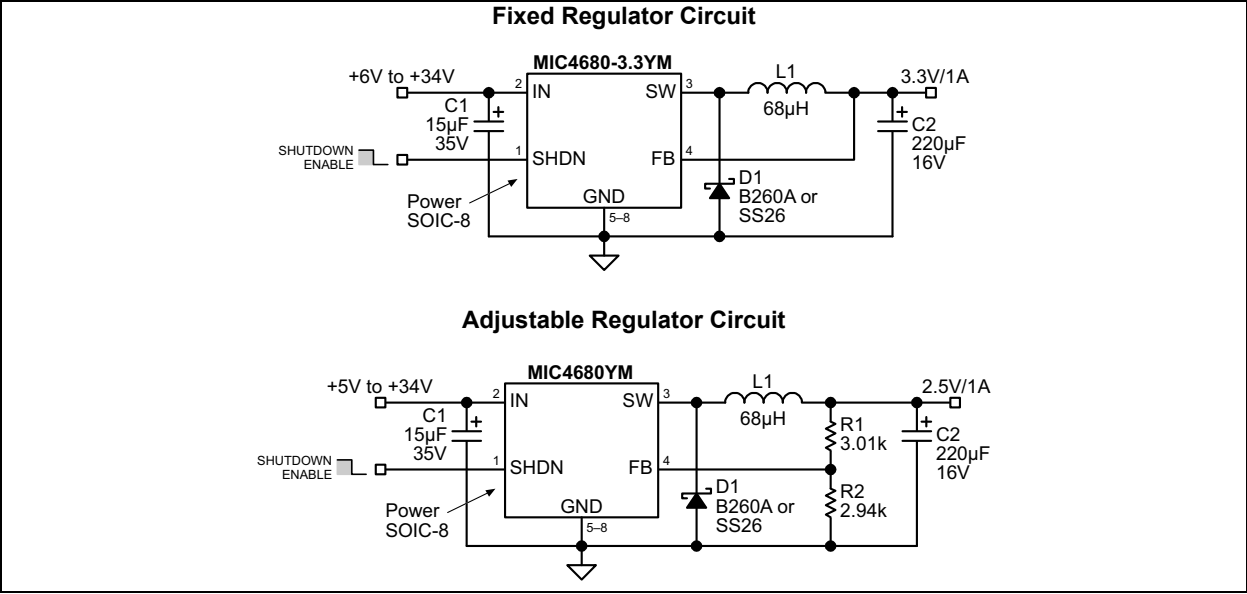 Fixed Regulator Circuit
MIC4680-3.3YM
+6V to +34V
2
IN
SW
3
L1
68µH
3.3V/1A
C1
15µF
35V
+
SHUTDOWN
ENABLE
1
SHDN
FB
4
+
C2
220µF
16V
Power
SOIC-8
GND
5–8
D1
B260A or
SS26
Adjustable Regulator Circuit
MIC4680YM
+5V to +34V
2
IN
SW
3
L1
68µH
2.5V/1A
C1
15µF
35V
+
R1
3.01k
+
C2
220µF
16V
SHUTDOWN
ENABLE
1
SHDN
FB
4
Power
SOIC-8
GND
5–8
D1
B260A or
SS26
R2
2.94k